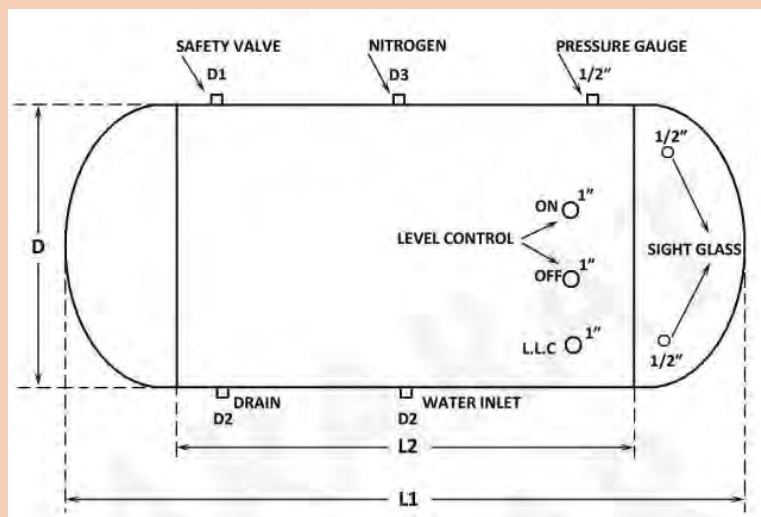 SAFETY VALVE NITROGEN PRESSURE GAUGE
D1 D3 1/2"
1/2"
ON 1"
LEVEL CONTROL SIGHT GLASS
D
OFF 1"
L.L.C 1"
1/2"
DRAIN WATER INLET
D2 D2
L2
L1